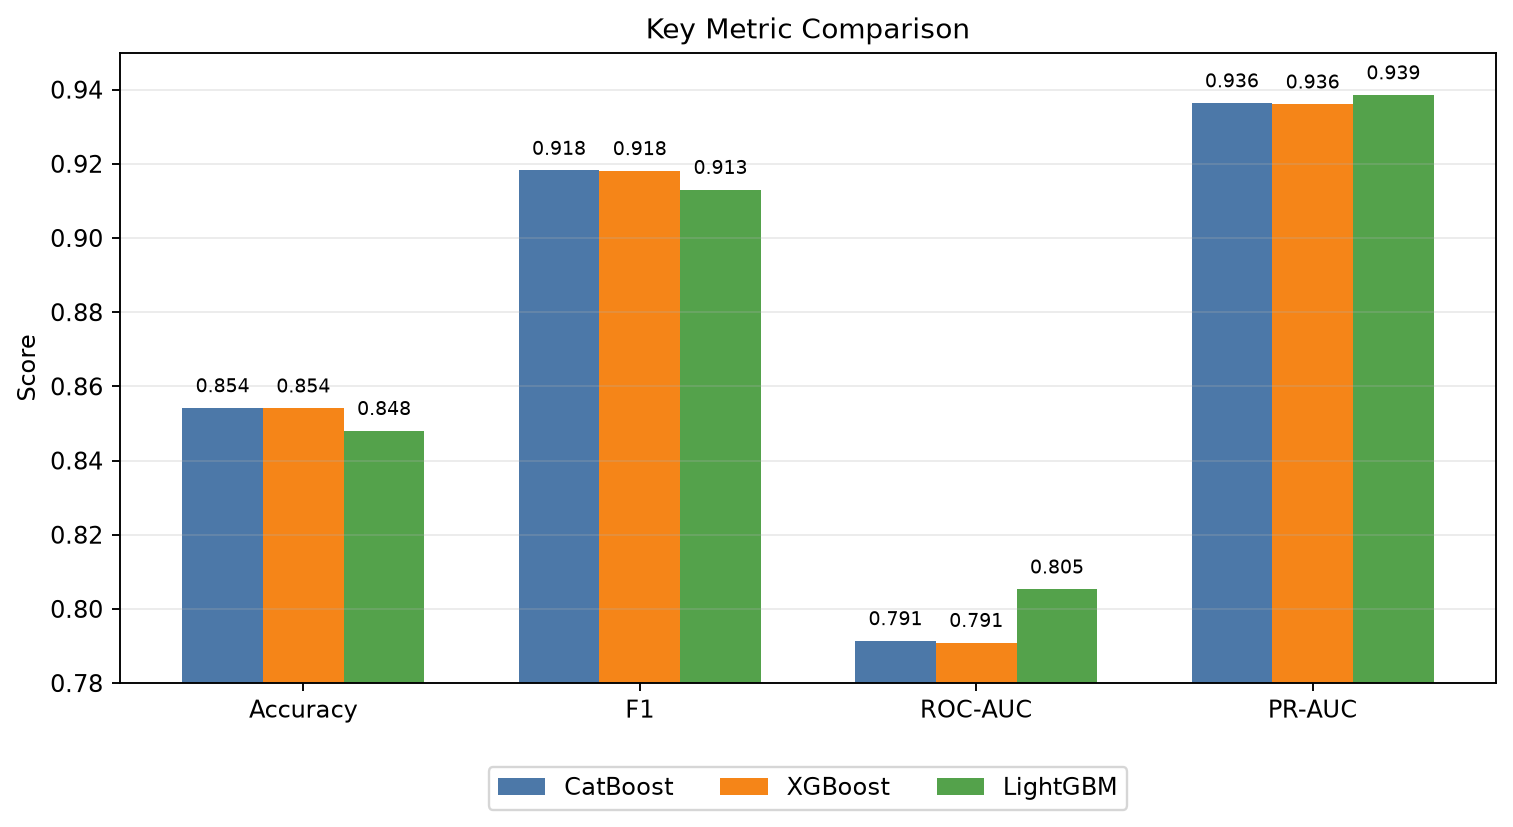 Key Metric Comparison
0.94
0.92
0.90
0.88
0.86
0.84
0.82
0.80
0.78
Score
0.854 0.854 0.848
0.918 0.918 0.913
0.791 0.791 0.805
0.936 0.936 0.939
Accuracy F1 ROC-AUC PR-AUC
CatBoost XGBoost LightGBM